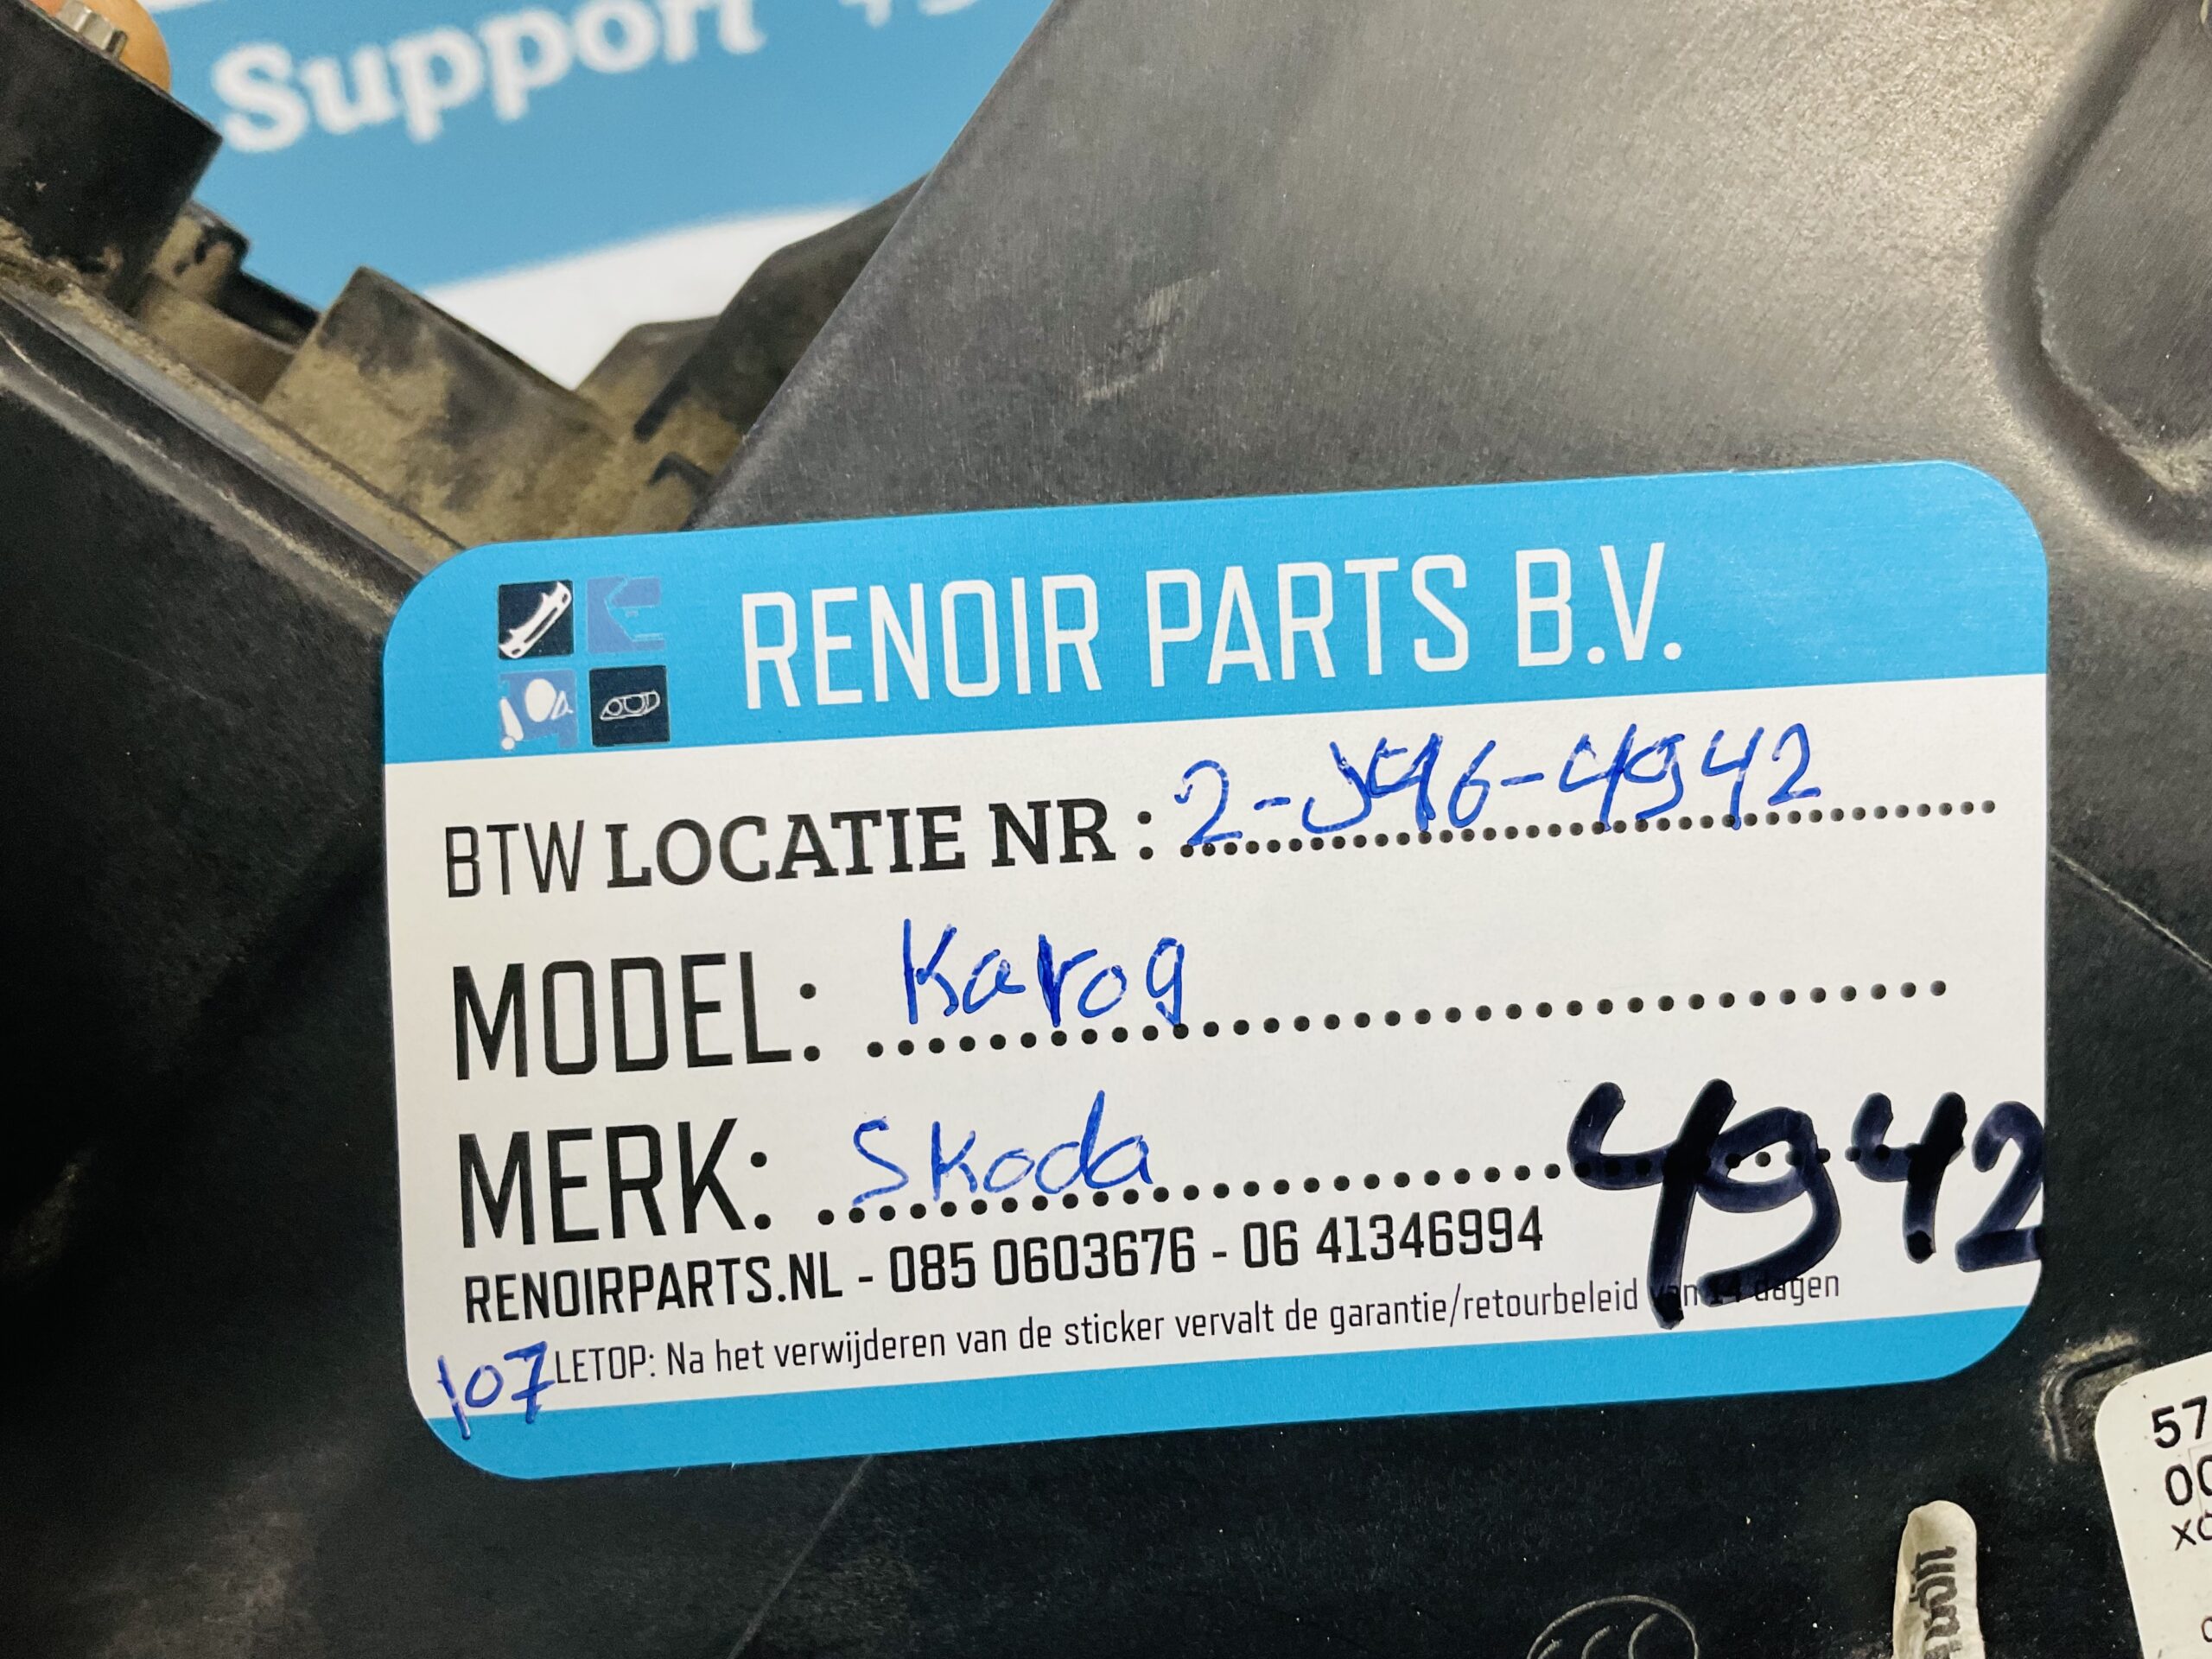 Support
RENOIR PARTS B.V.
BTW LOCATIE NR : 2-J46-4942
MODEL: Karog
MERK: Skoda
4942
RENOIRPARTS.NL - 085 0603676 - 06 41346994
LETOP: Na het verwijderen van de sticker vervalt de garantie/retourbeleid van 14 dagen
107
57